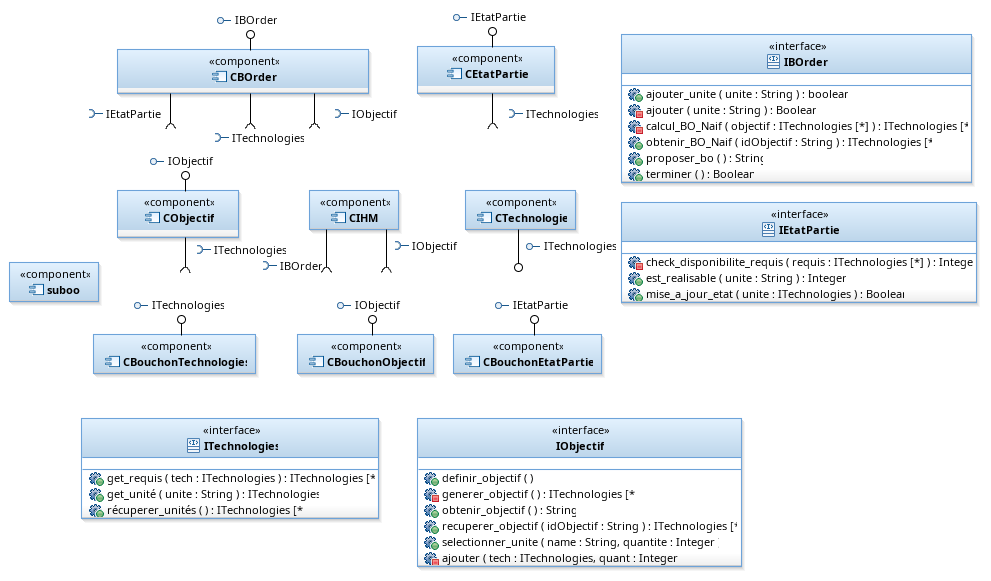 IBOrder
IEtatPartie
«component»
CBOrder
IEtatPartie
ITechnologies
IObjectif
«component»
CEtatPartie
ITechnologies
IObjectif
«component»
CObjectif
ITechnologies
«component»
CIHM
IBOrder
IObjectif
«component»
CTechnologie
ITechnologies
«component»
suboo
ITechnologies
«component»
CBouchonTechnologies
IObjectif
«component»
CBouchonObjectif
IEtatPartie
«component»
CBouchonEtatPartie
«interface»
IBOrder
ajouter_unite ( unite : String ) : boolean
ajouter ( unite : String ) : Boolean
calcul_BO_Naif ( objectif : ITechnologies [*] ) : ITechnologies [*
obtenir_BO_Naif ( idObjectif : String ) : ITechnologies [*
proposer_bo ( ) : String
terminer ( ) : Boolean
«interface»
IEtatPartie
check_disponibilite_requis ( requis : ITechnologies [*] ) : Intege
est_realisable ( unite : String ) : Integer
mise_a_jour_etat ( unite : ITechnologies ) : Boolean
«interface»
ITechnologies
get_requis ( tech : ITechnologies ) : ITechnologies [*
get_unité ( unite : String ) : ITechnologies
récuperer_unités ( ) : ITechnologies [*
«interface»
IObjectif
definir_objectif ( )
generer_objectif ( ) : ITechnologies [*
obtenir_objectif ( ) : String
recuperer_objectif ( idObjectif : String ) : ITechnologies [*
selectionner_unite ( name : String, quantite : Integer )
ajouter ( tech : ITechnologies, quant : Integer